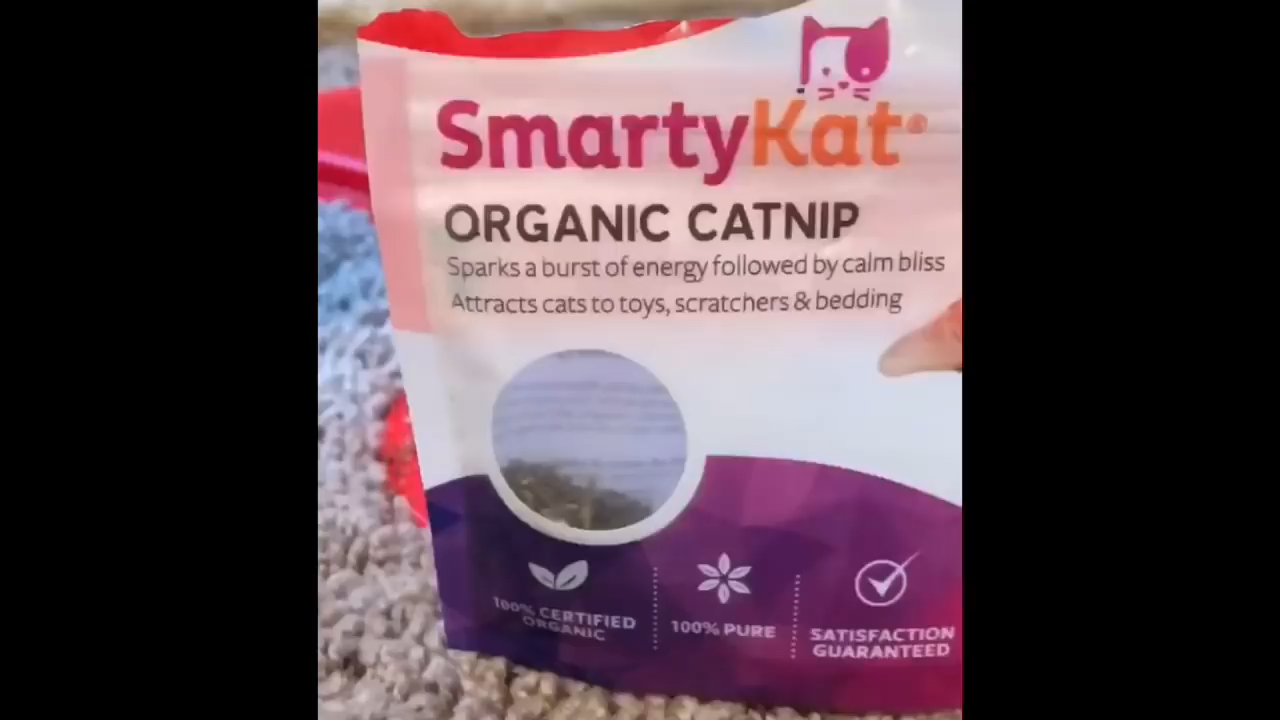 SmartyKat®
ORGANIC CATNIP
Sparks a burst of energy followed by calm bliss
Attracts cats to toys, scratchers & bedding
100% CERTIFIED
ORGANIC
100% PURE
SATISFACTION
GUARANTEED